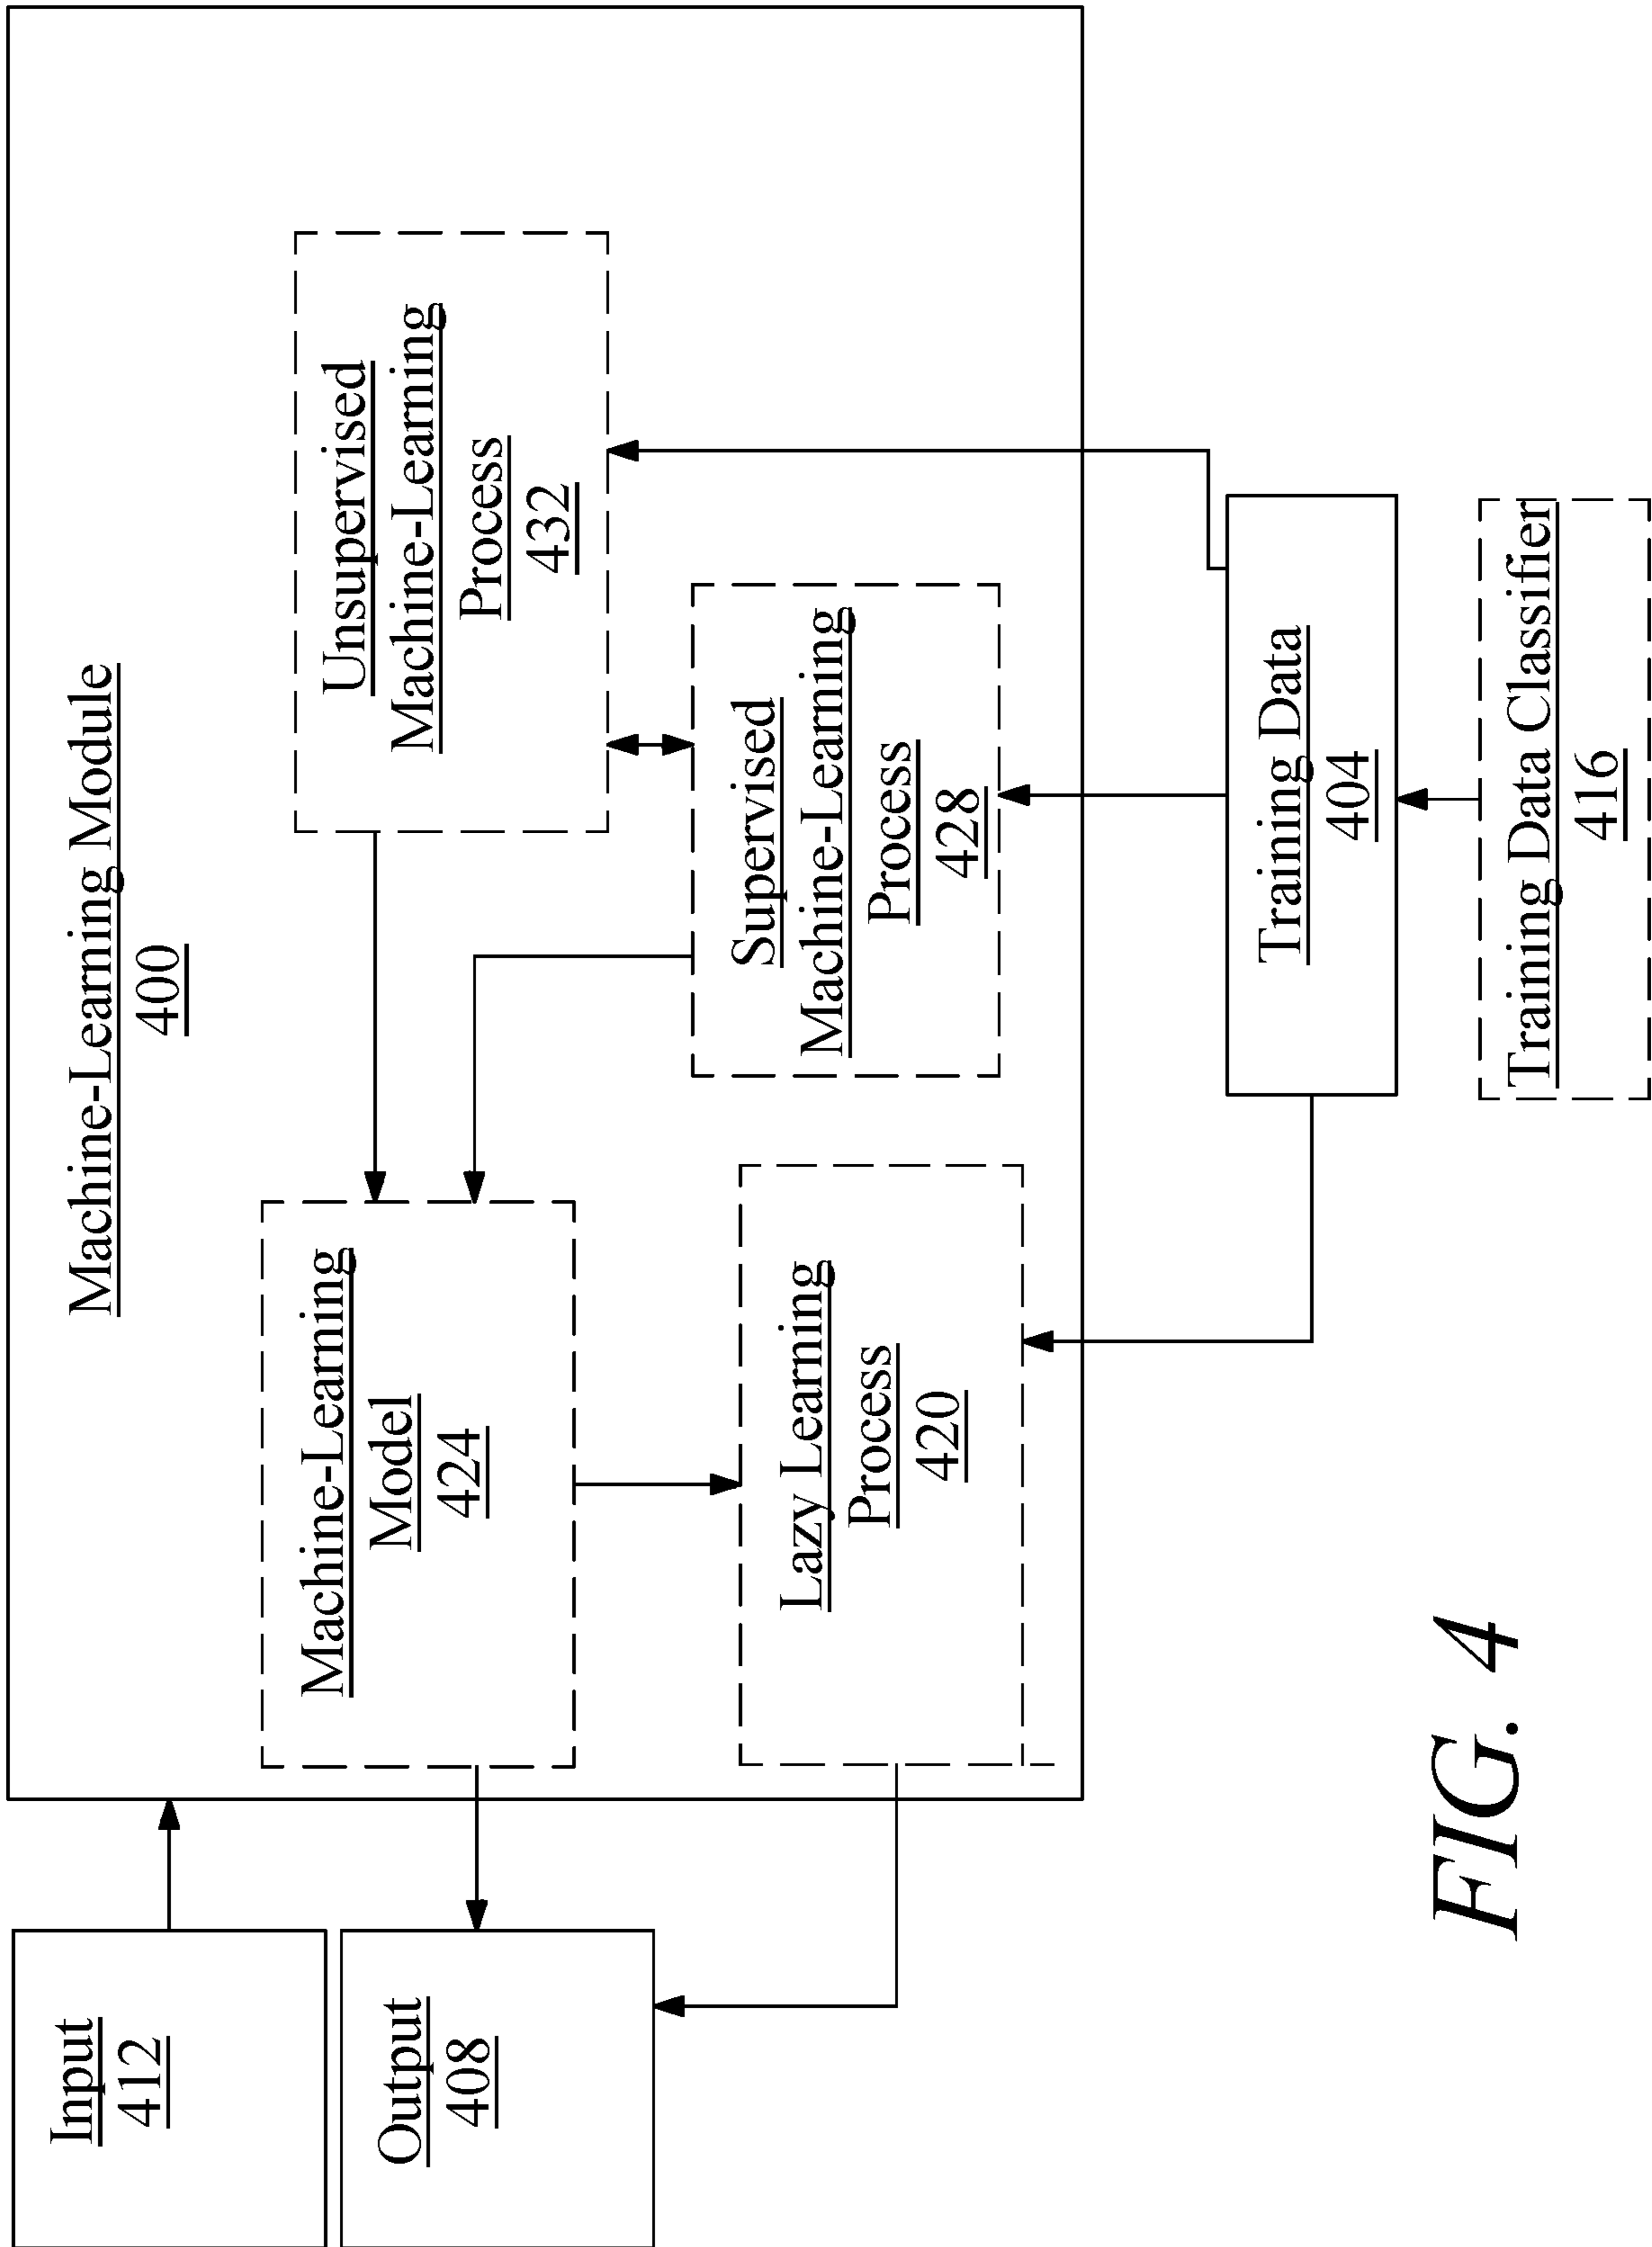 Machine-Learning Module
400
Input
412
Output
408
Machine-Learning
Model
424
Unsupervised
Machine-Learning
Process
432
Lazy Learning
Process
420
Supervised
Machine-Learning
Process
428
Training Data
404
Training Data Classifier
416
FIG. 4